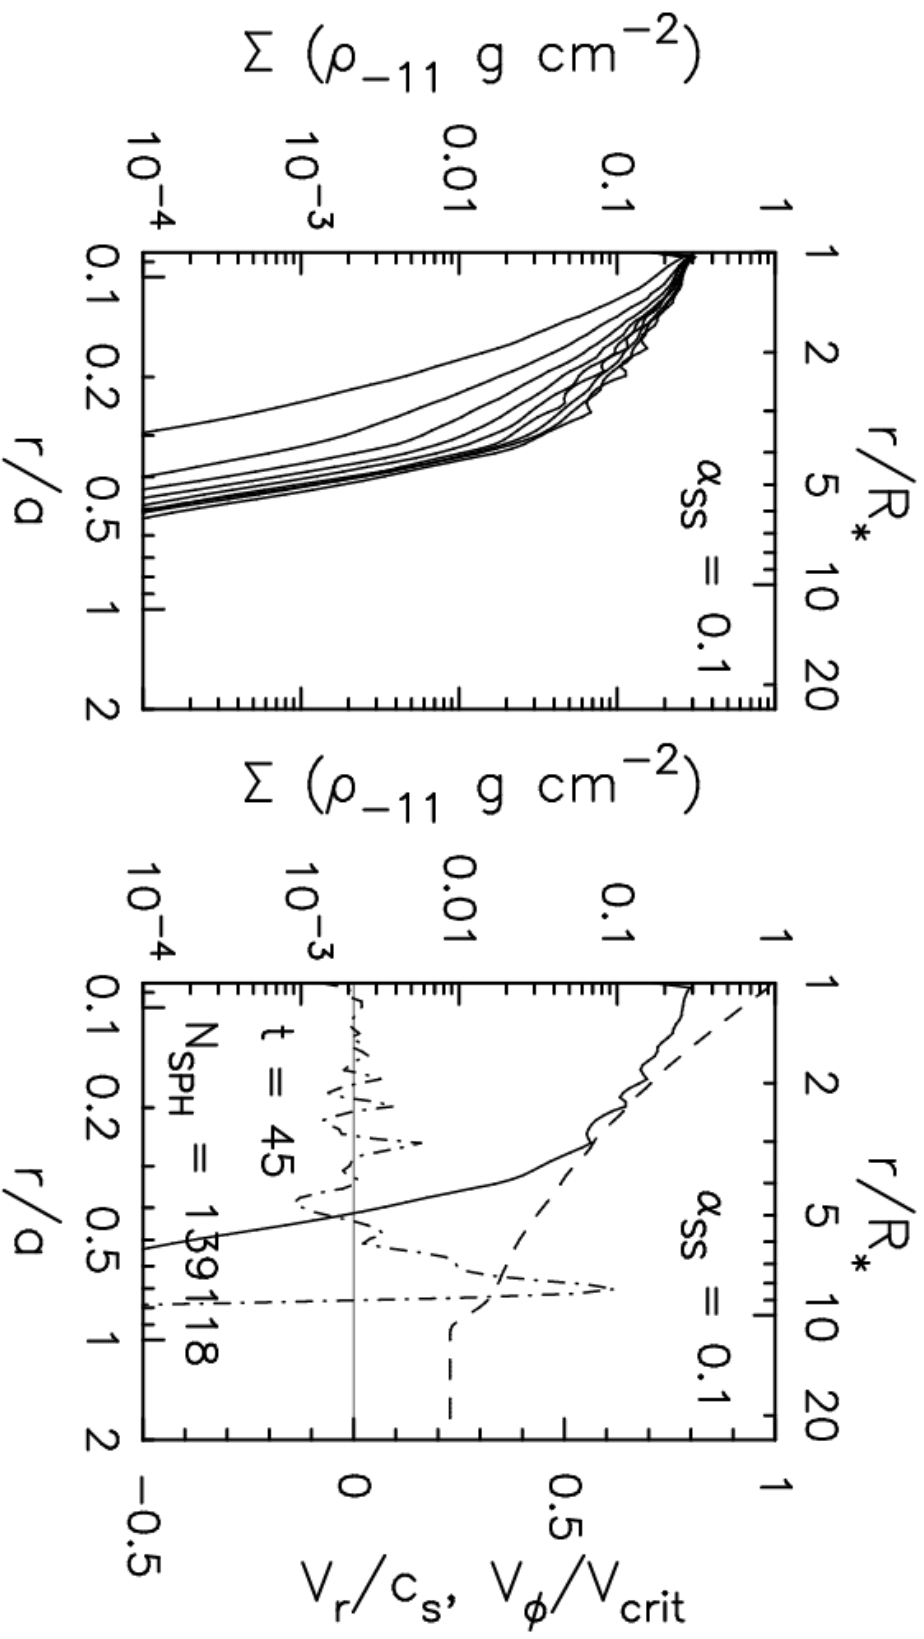 r/R*
1 2 5 10 20
Σ (ρ−11 g cm−2)
1
0.1
0.01
10−3
10−4
αSS = 0.1
0.1 0.2 0.5 1 2
r/a
r/R*
1 2 5 10 20
Σ (ρ−11 g cm−2)
1
0.1
0.01
10−3
10−4
αSS = 0.1
t = 45
NSPH = 139118
1
0.5
0
−0.5
Vr/cs, Vϕ/Vcrit
0.1 0.2 0.5 1 2
r/a